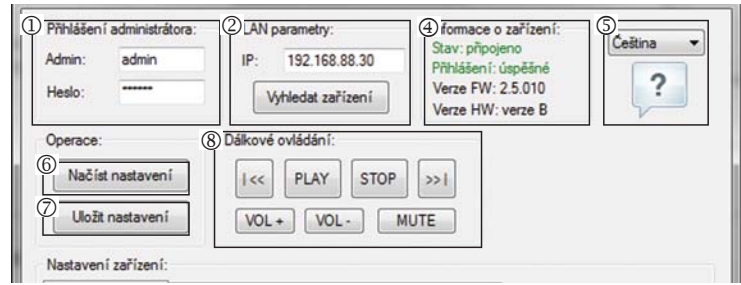 ① Přihlášení administrátora:
Admin: admin
Heslo: ******
② LAN parametry:
IP: 192.168.88.30
Vyhledat zařízení
④ Informace o zařízení:
Stav: připojeno
Přihlášení: úspěšné
Verze FW: 2.5.010
Verze HW: verze B
⑤ Čeština
?
Operace:
⑥ Načíst nastavení
⑦ Uložit nastavení
⑧ Dálkové ovládání:
|<< PLAY STOP >>|
VOL + VOL - MUTE
Nastavení zařízení: